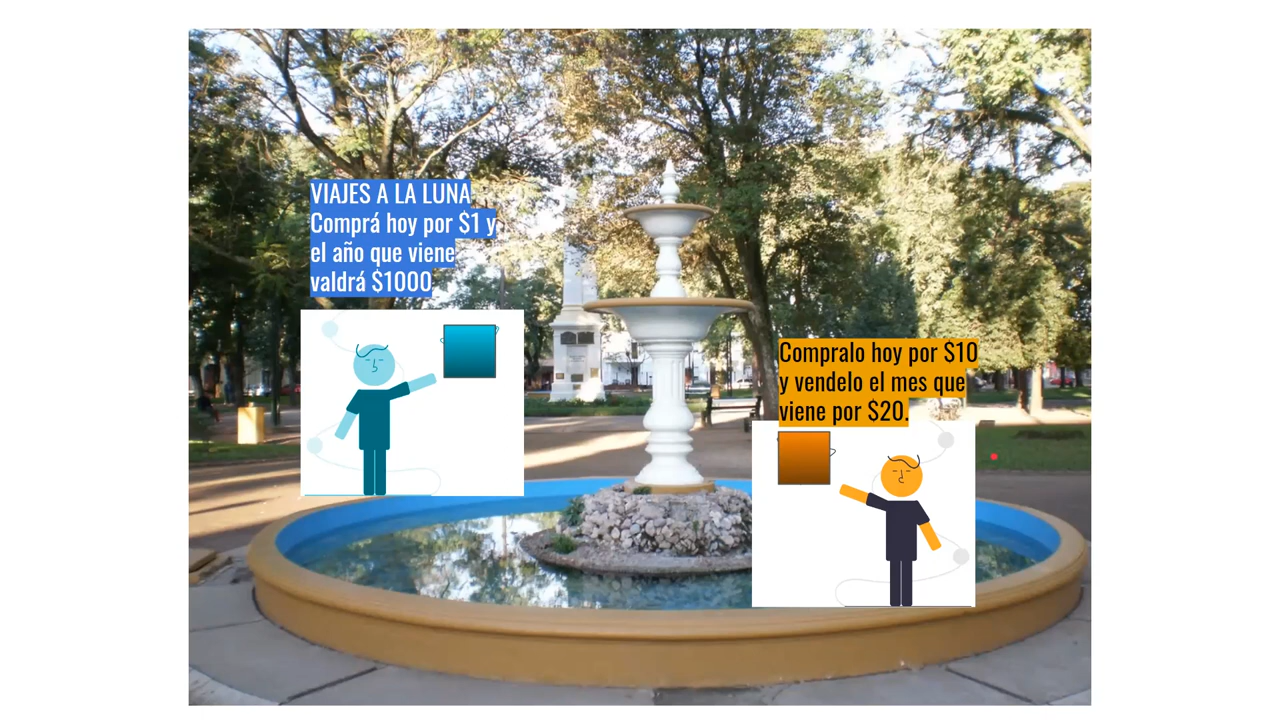 VIAJES A LA LUNA
Comprá hoy por $1 y
el año que viene
valdrá $1000
Compralo hoy por $10
y vendelo el mes que
viene por $20.